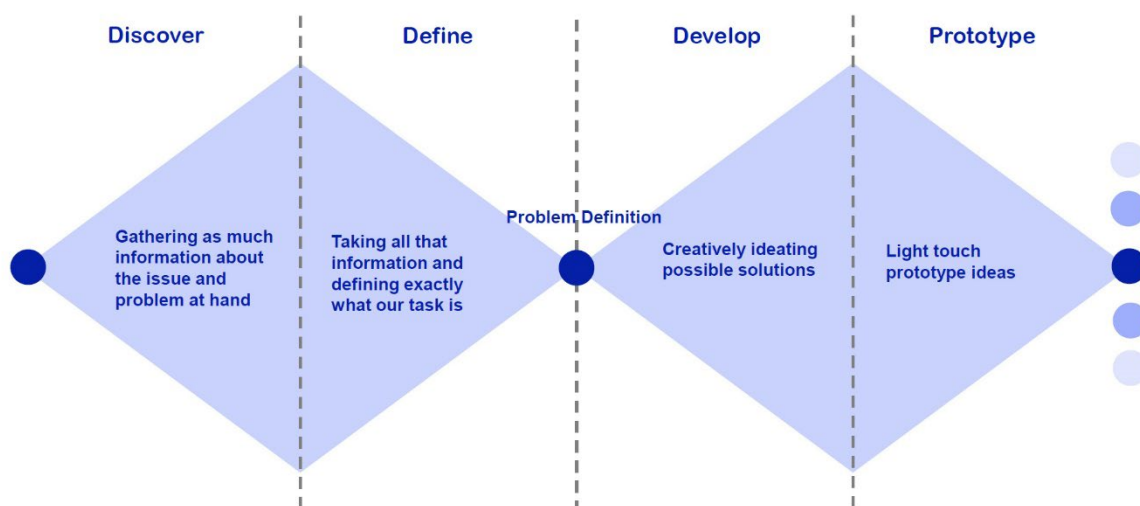 Discover
Define
Develop
Prototype
Problem Definition
Gathering as much
information about
the issue and
problem at hand
Taking all that
information and
defining exactly
what our task is
Creatively ideating
possible solutions
Light touch
prototype ideas